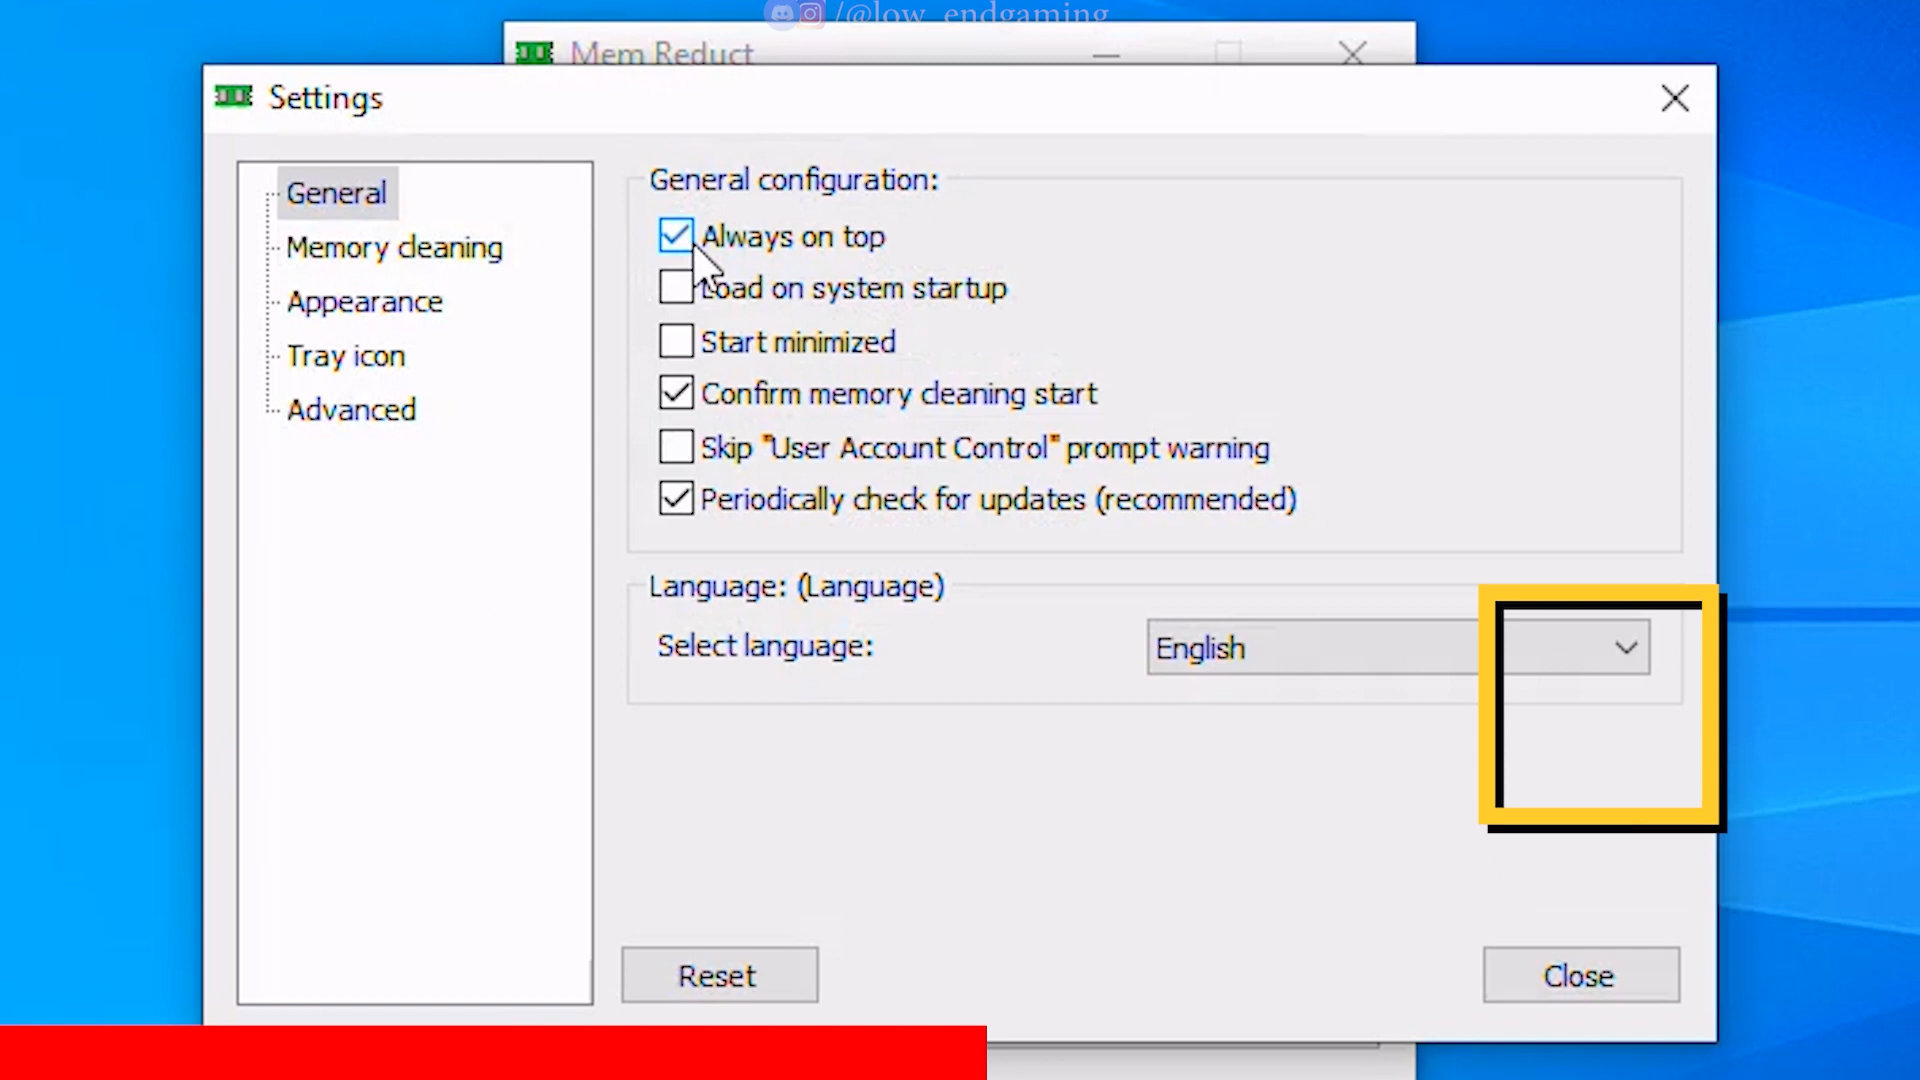 /@low_endgaming
Mem Reduct
Settings
General
Memory cleaning
Appearance
Tray icon
Advanced
General configuration:
Always on top
Load on system startup
Start minimized
Confirm memory cleaning start
Skip "User Account Control" prompt warning
Periodically check for updates (recommended)
Language: (Language)
Select language:
English
Reset
Close